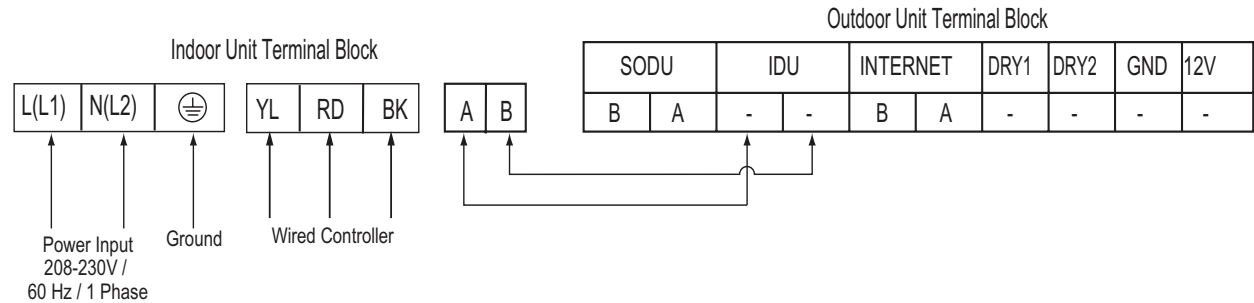 Outdoor Unit Terminal Block
Indoor Unit Terminal Block
SODU IDU INTERNET DRY1 DRY2 GND 12V
L(L1) N(L2) YL RD BK A B
B A - - B A - - - -
Power Input
208-230V /
60 Hz / 1 Phase
Ground
Wired Controller